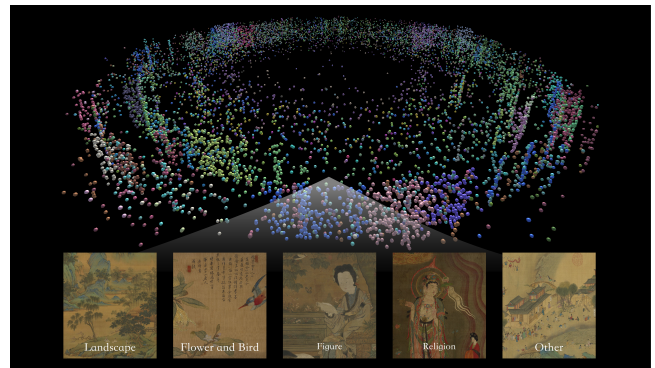 Landscape
Flower and Bird
Figure
Religion
Other